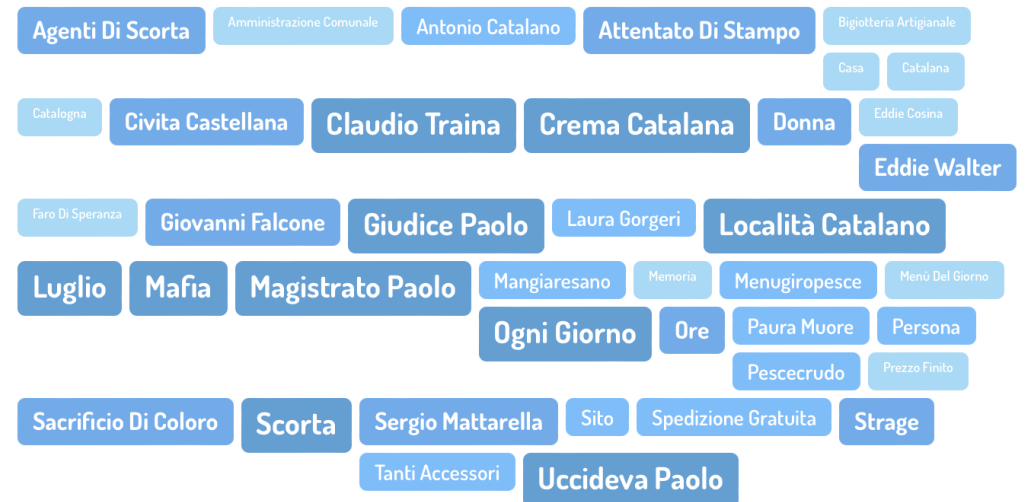 Agenti Di Scorta Amministrazione Comunale Antonio Catalano Attentato Di Stampo Bigiotteria Artigianale
Casa Catalana
Catalogna Civita Castellana Claudio Traina Crema Catalana Donna Eddie Cosina
Eddie Walter
Faro Di Speranza Giovanni Falcone Giudice Paolo Laura Gorgeri Località Catalano
Luglio Mafia Magistrato Paolo Mangiaresano Memoria Menugiropesce Menù Del Giorno
Ogni Giorno Ore Paura Muore Persona
Pescecrudo Prezzo Finito
Sacrificio Di Coloro Scorta Sergio Mattarella Sito Spedizione Gratuita Strage
Tanti Accessori Uccideva Paolo